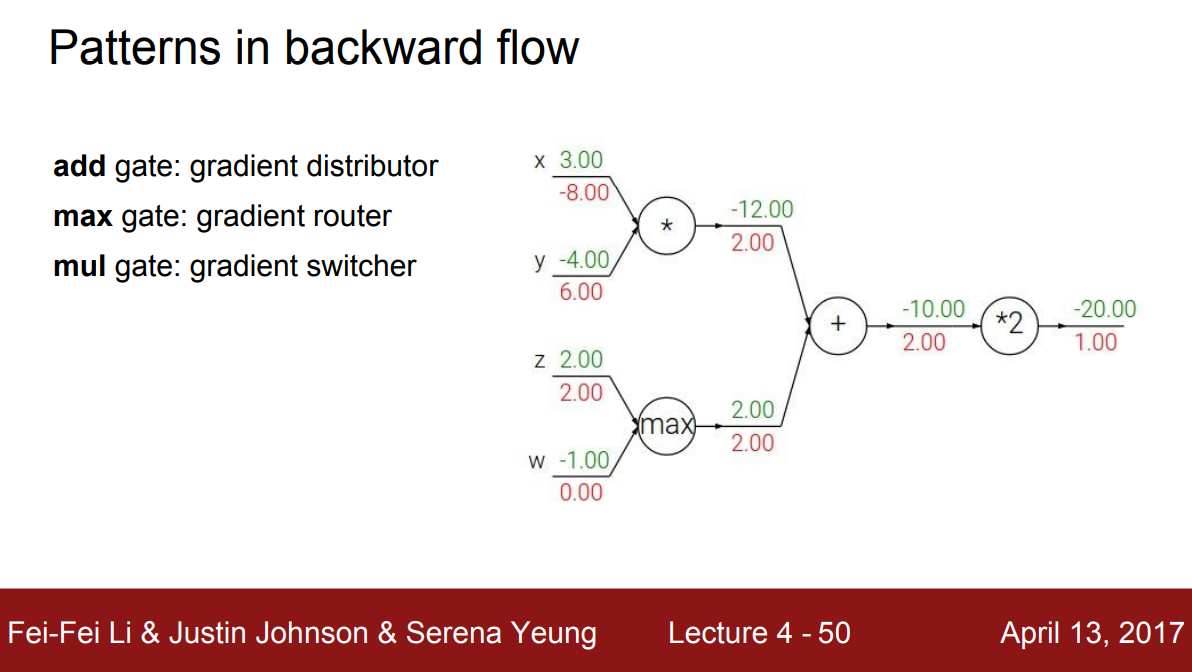 Patterns in backward flow
add gate: gradient distributor
max gate: gradient router
mul gate: gradient switcher
x 3.00
-8.00
y -4.00
6.00
*
-12.00
2.00
z 2.00
2.00
w -1.00
0.00
max
2.00
2.00
+
-10.00
2.00
*2
-20.00
1.00
Fei-Fei Li & Justin Johnson & Serena Yeung
Lecture 4 - 50
April 13, 2017